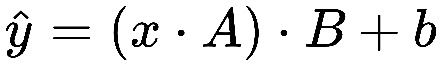 ŷ = (x · A) · B + b